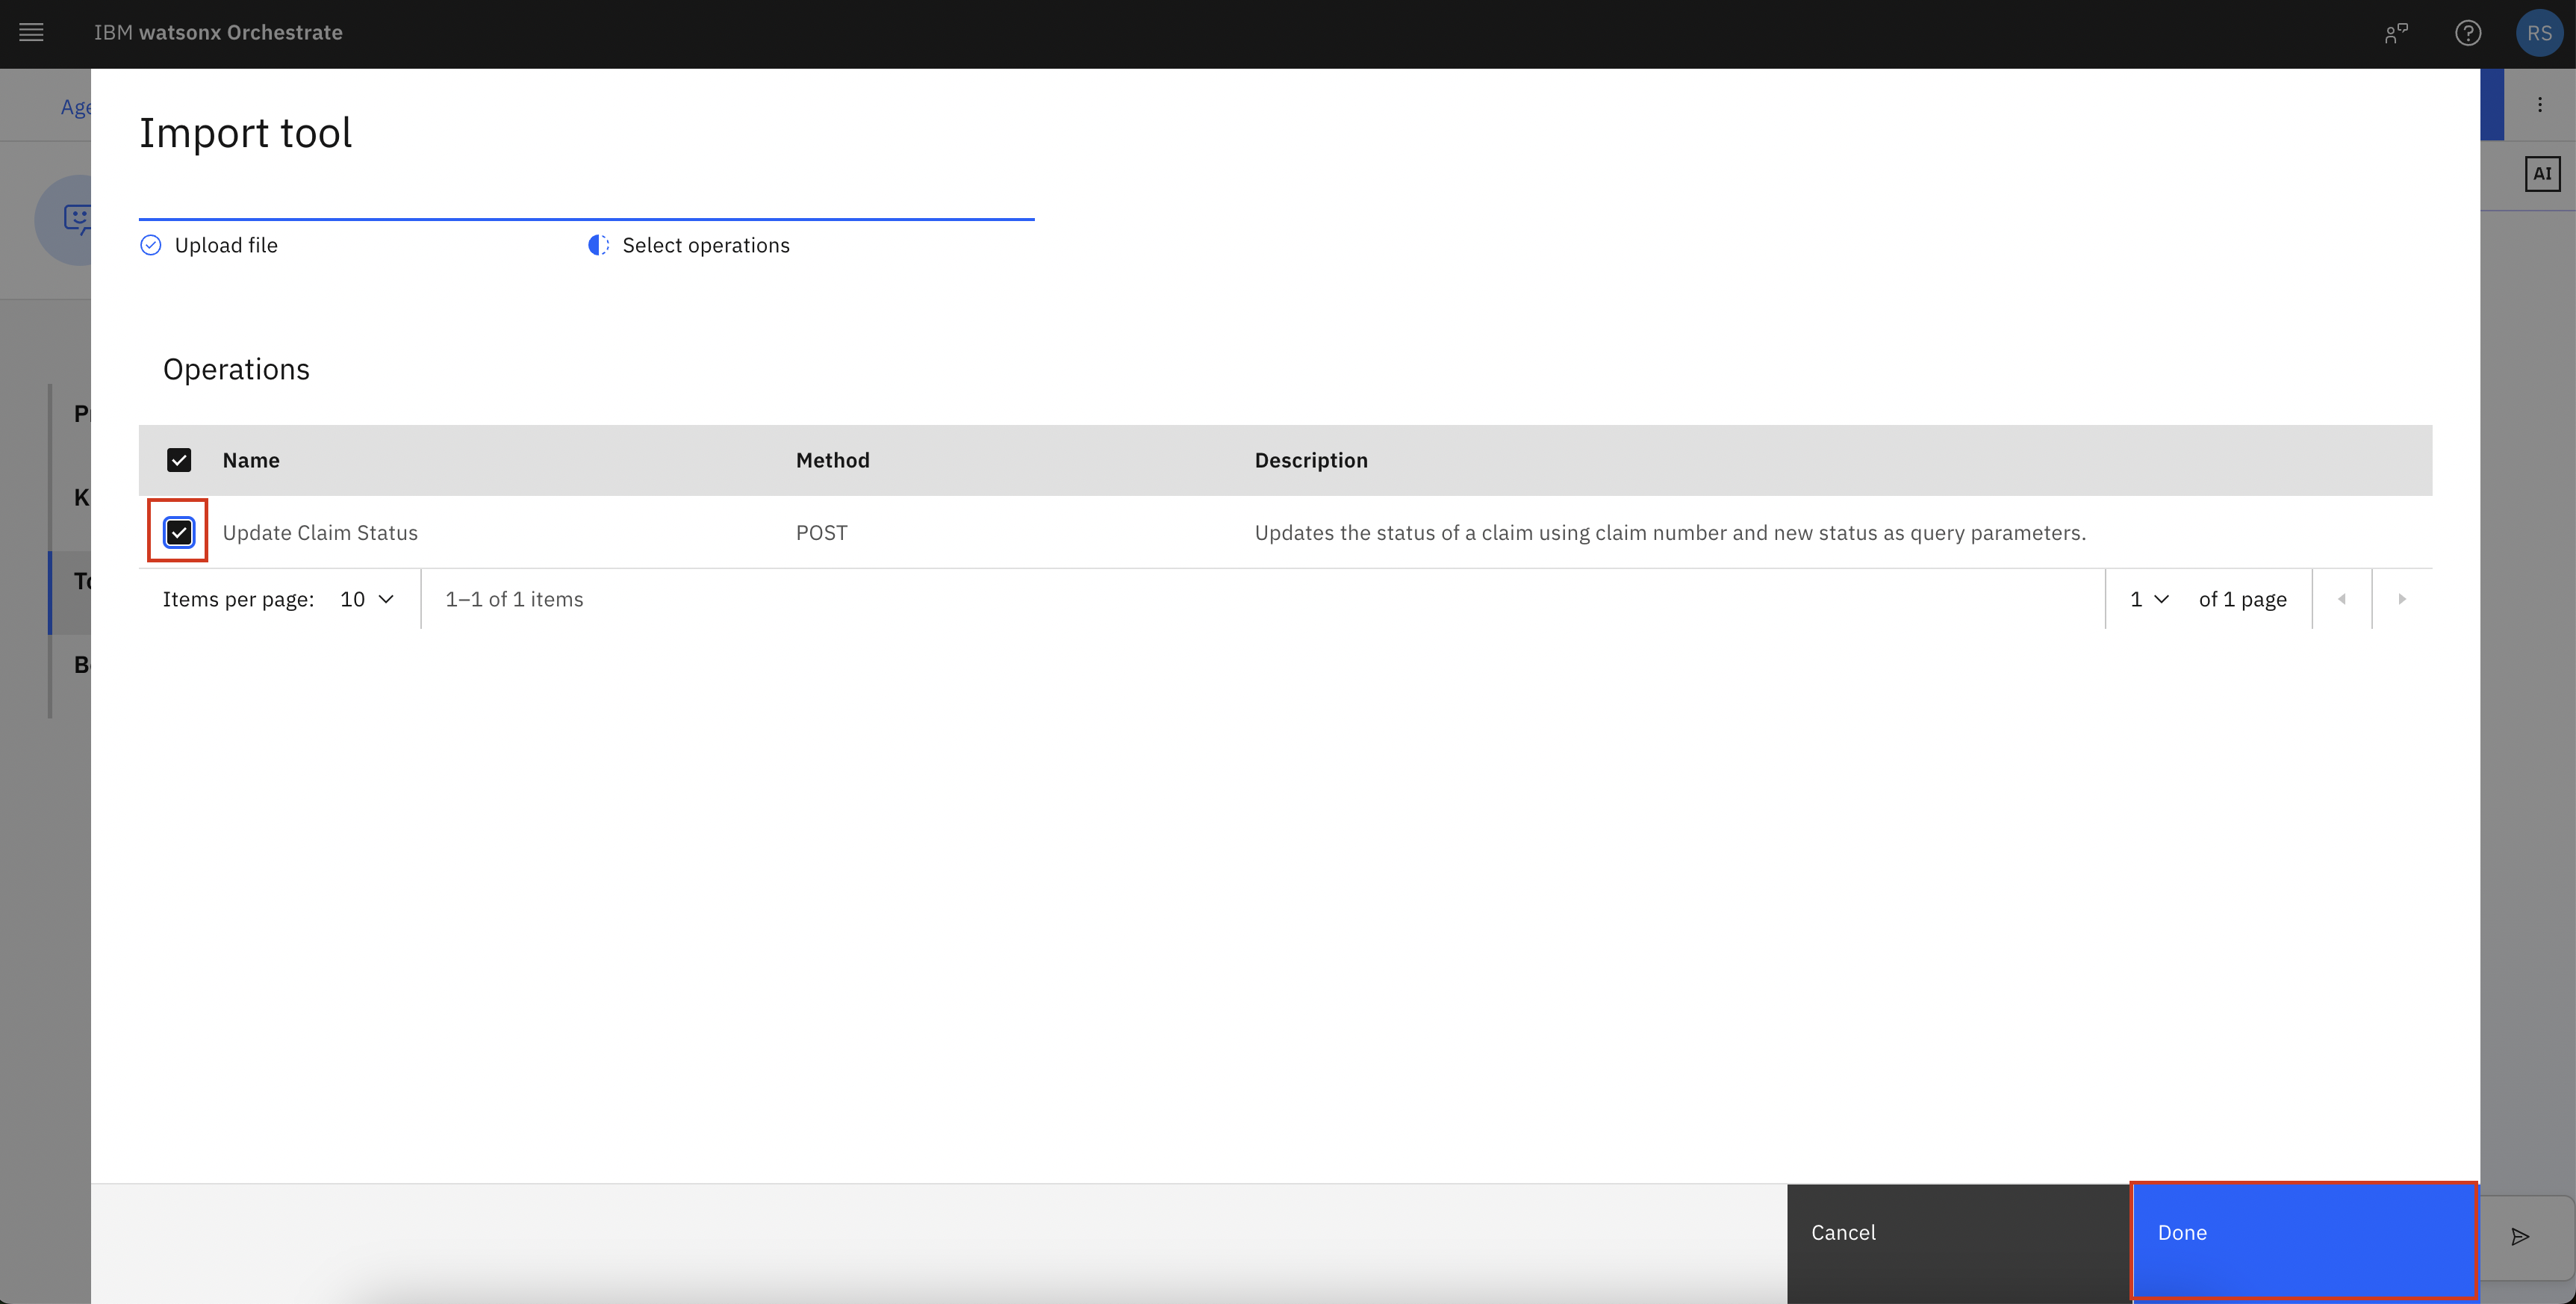 IBM watsonx Orchestrate
RS
Age
AI
Import tool
Upload file
Select operations
Operations
Name Method Description
Update Claim Status POST Updates the status of a claim using claim number and new status as query parameters.
Items per page: 10 1–1 of 1 items 1 of 1 page
K
B
Cancel
Done